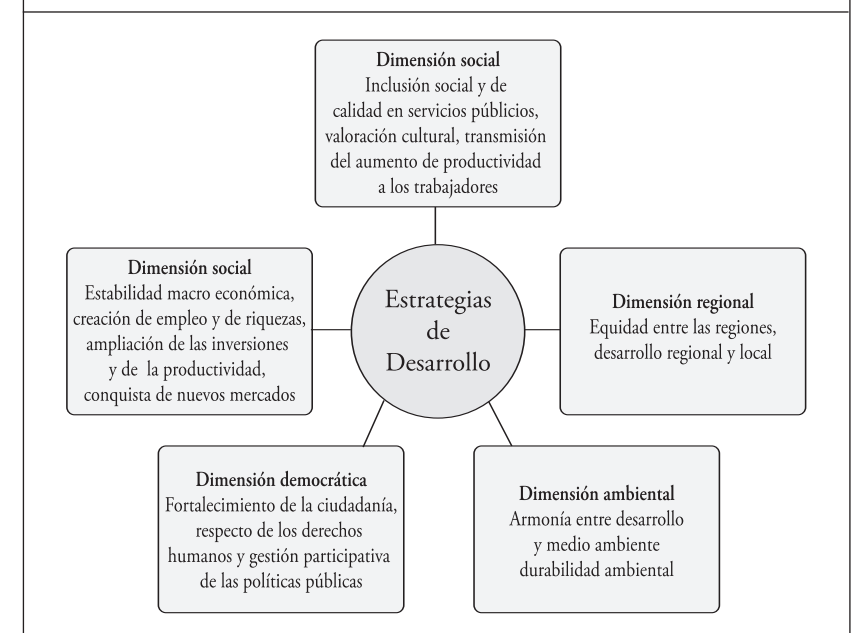 Dimensión social
Inclusión social y de
calidad en servicios públicios,
valoración cultural, transmisión
del aumento de productividad
a los trabajadores
Dimensión social
Estabilidad macro económica,
creación de empleo y de riquezas,
ampliación de las inversiones
y de la productividad,
conquista de nuevos mercados
Estrategias
de
Desarrollo
Dimensión regional
Equidad entre las regiones,
desarrollo regional y local
Dimensión democrática
Fortalecimiento de la ciudadanía,
respecto de los derechos
humanos y gestión participativa
de las políticas públicas
Dimensión ambiental
Armonía entre desarrollo
y medio ambiente
durabilidad ambiental